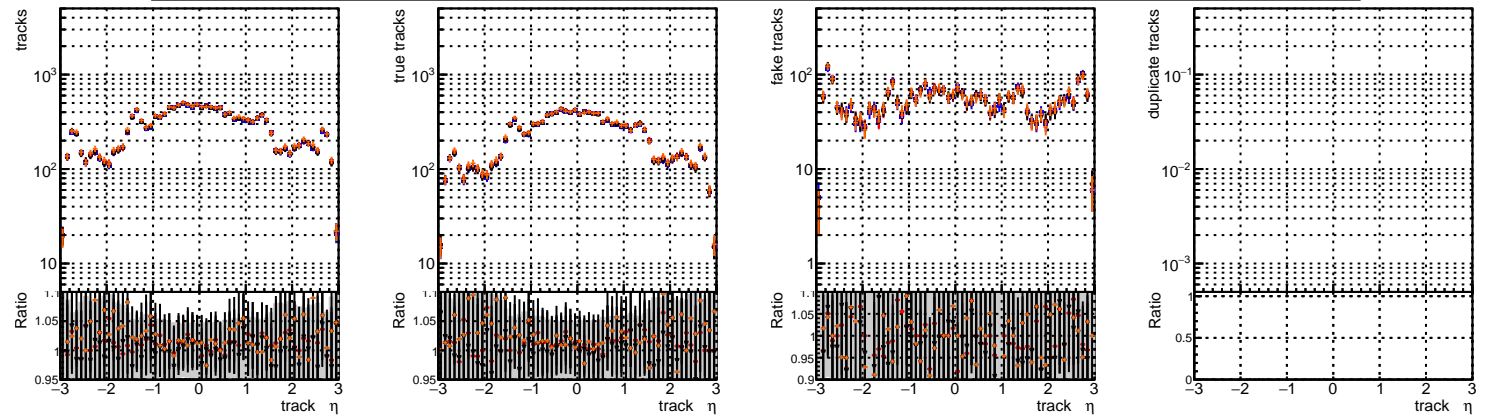 tracks
10³
10²
10
Ratio
1.1
1.05
1
0.95
−3 −2 −1 0 1 2 3
track η
true tracks
10³
10²
10
Ratio
1.1
1.05
1
0.95
−3 −2 −1 0 1 2 3
track η
fake tracks
10²
10
1
Ratio
1.05
1
0.95
0.9
−3 −2 −1 0 1 2 3
track η
duplicate tracks
10⁻¹
10⁻²
10⁻³
Ratio
1
0.5
0
−3 −2 −1 0 1 2 3
track η